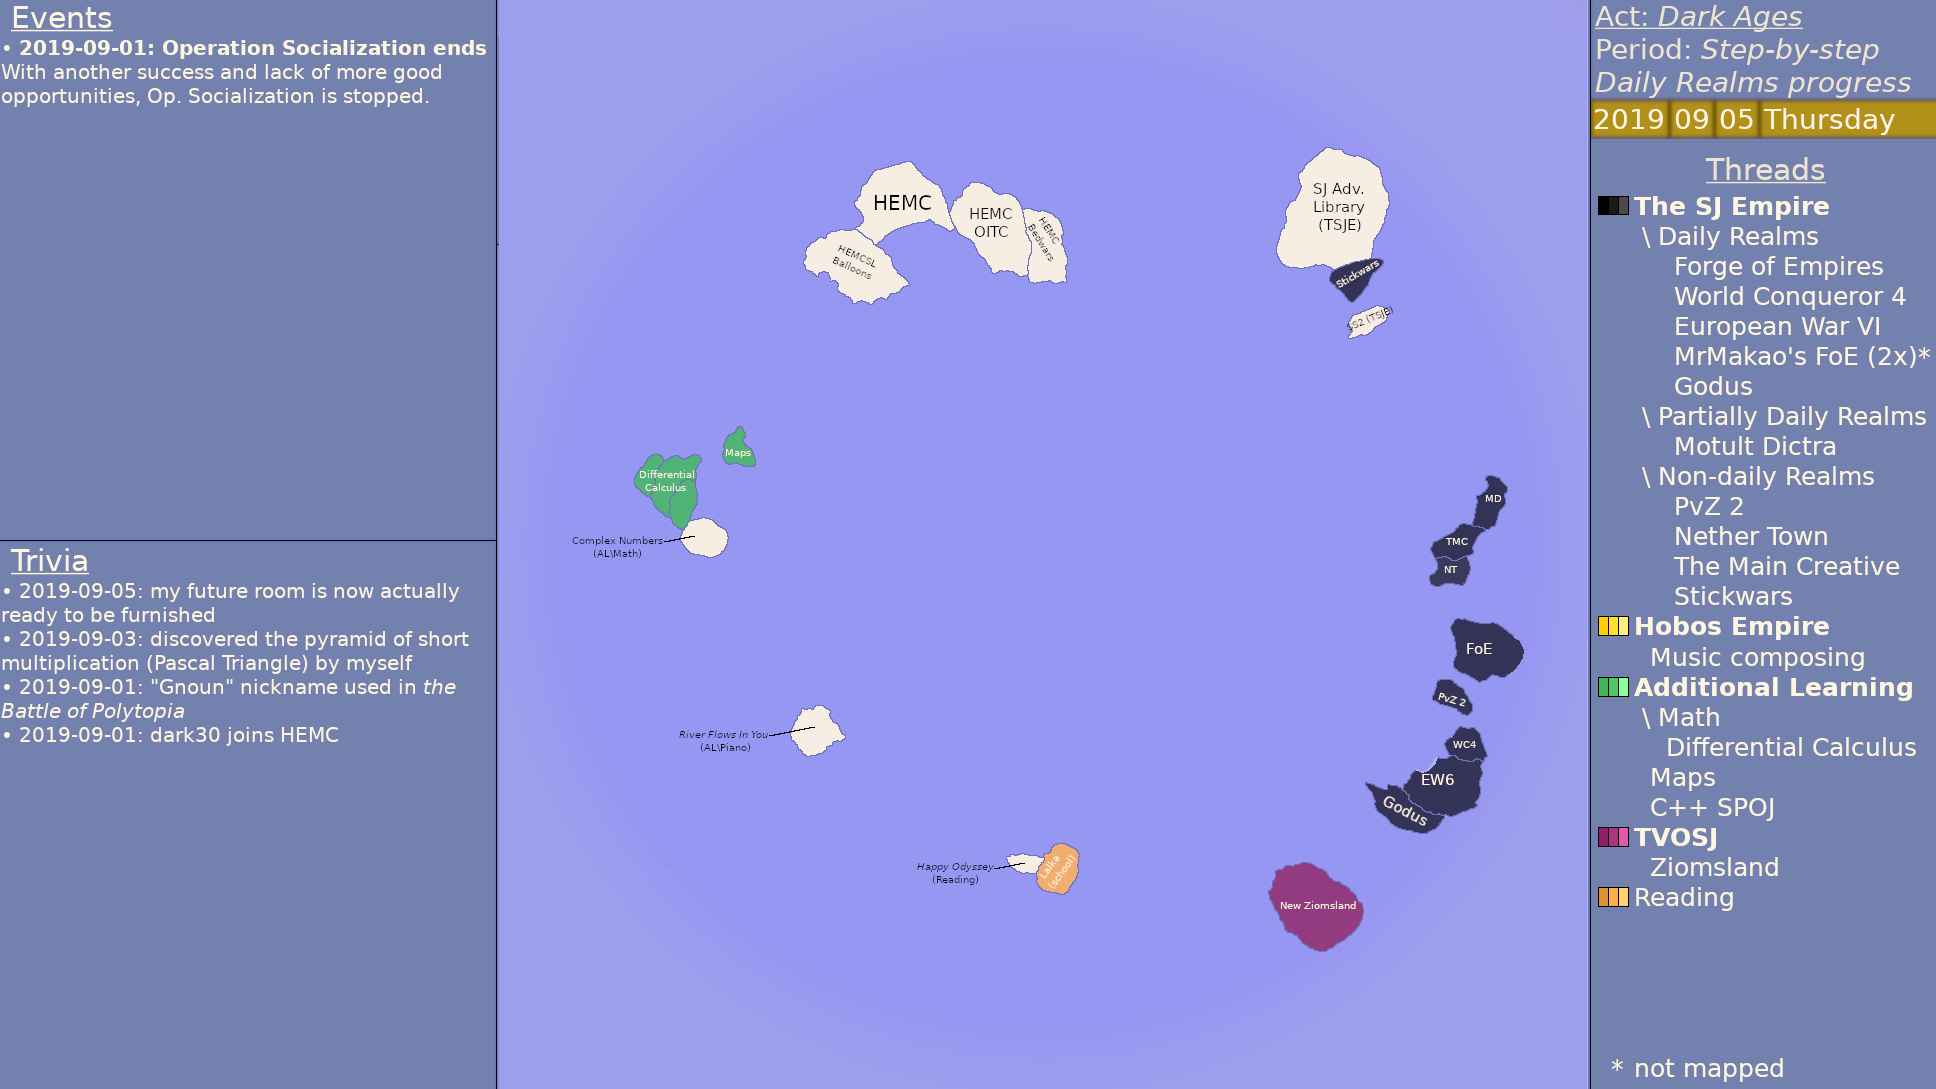 Events
• 2019-09-01: Operation Socialization ends
With another success and lack of more good
opportunities, Op. Socialization is stopped.
Trivia
• 2019-09-05: my future room is now actually
ready to be furnished
• 2019-09-03: discovered the pyramid of short
multiplication (Pascal Triangle) by myself
• 2019-09-01: "Gnoun" nickname used in the
Battle of Polytopia
• 2019-09-01: dark30 joins HEMC
HEMC
HEMC
OITC
HEMC
Bedwars
HEMCSL
Balloons
SJ Adv.
Library
(TSJE)
Stickwars
SS2 (TSJE)
Maps
Differential
Calculus
Complex Numbers
(AL\Math)
MD
TMC
NT
FoE
PvZ 2
WC4
EW6
Godus
River Flows In You
(AL\Piano)
Happy Odyssey
(Reading)
Lalka
(school)
New Ziomsland
Act: Dark Ages
Period: Step-by-step
Daily Realms progress
2019 09 05 Thursday
Threads
The SJ Empire
\ Daily Realms
Forge of Empires
World Conqueror 4
European War VI
MrMakao's FoE (2x)*
Godus
\ Partially Daily Realms
Motult Dictra
\ Non-daily Realms
PvZ 2
Nether Town
The Main Creative
Stickwars
Hobos Empire
Music composing
Additional Learning
\ Math
Differential Calculus
Maps
C++ SPOJ
TVOSJ
Ziomsland
Reading
* not mapped